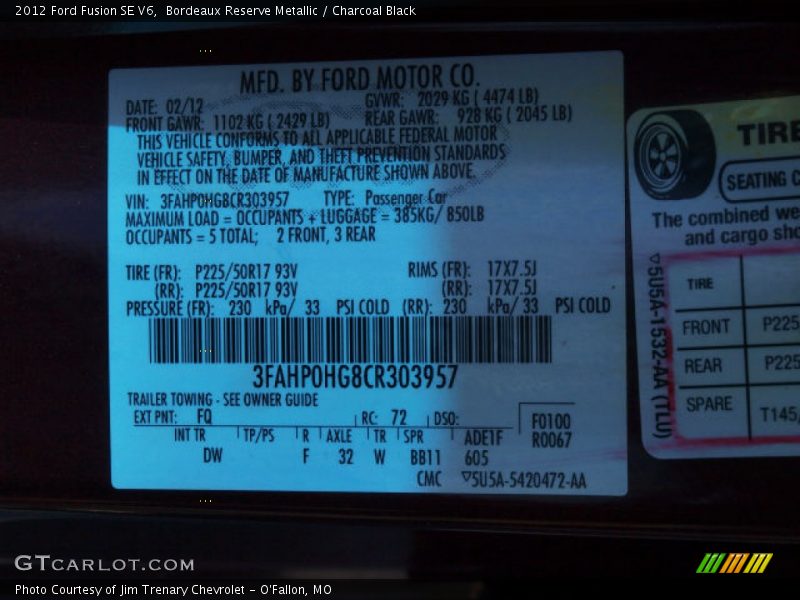 2012 Ford Fusion SE V6,  Bordeaux Reserve Metallic / Charcoal Black
MFD. BY FORD MOTOR CO.
DATE: 02/12 GVWR: 2029 KG ( 4474 LB)
FRONT GAWR: 1102 KG ( 2429 LB) REAR GAWR: 928 KG ( 2045 LB)
THIS VEHICLE CONFORMS TO ALL APPLICABLE FEDERAL MOTOR
VEHICLE SAFETY, BUMPER, AND THEFT PREVENTION STANDARDS
IN EFFECT ON THE DATE OF MANUFACTURE SHOWN ABOVE.
VIN: 3FAHP0HG8CR303957 TYPE: Passenger Car
MAXIMUM LOAD = OCCUPANTS + LUGGAGE = 385KG/ 850LB
OCCUPANTS = 5 TOTAL; 2 FRONT, 3 REAR
TIRE (FR): P225/50R17 93V RIMS (FR): 17X7.5J
(RR): P225/50R17 93V (RR): 17X7.5J
PRESSURE (FR): 230 kPa/ 33 PSI COLD (RR): 230 kPa/ 33 PSI COLD
3FAHP0HG8CR303957
TRAILER TOWING - SEE OWNER GUIDE
EXT PNT: FQ RC: 72 DSO: F0100
INT TR TP/PS R AXLE TR SPR ADE1F R0067
DW F 32 W BB11 605
CMC ▽5U5A-5420472-AA
TIRE
SEATING
The combined
and cargo
▽5U5A-1532-AA (TLU)
TIRE
FRONT P225
REAR P225
SPARE T145/
GTCARLOT.COM
Photo Courtesy of Jim Trenary Chevrolet - O'Fallon, MO